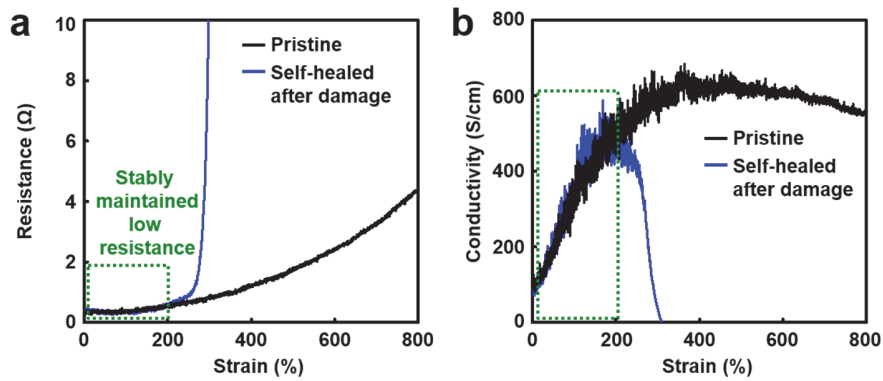 a
10
8
6
4
2
0
Resistance (Ω)
Pristine
Self-healed
after damage
Stably
maintained
low
resistance
0
200
400
600
800
Strain (%)
b
800
600
400
200
0
Conductivity (S/cm)
Pristine
Self-healed
after damage
0
200
400
600
800
Strain (%)